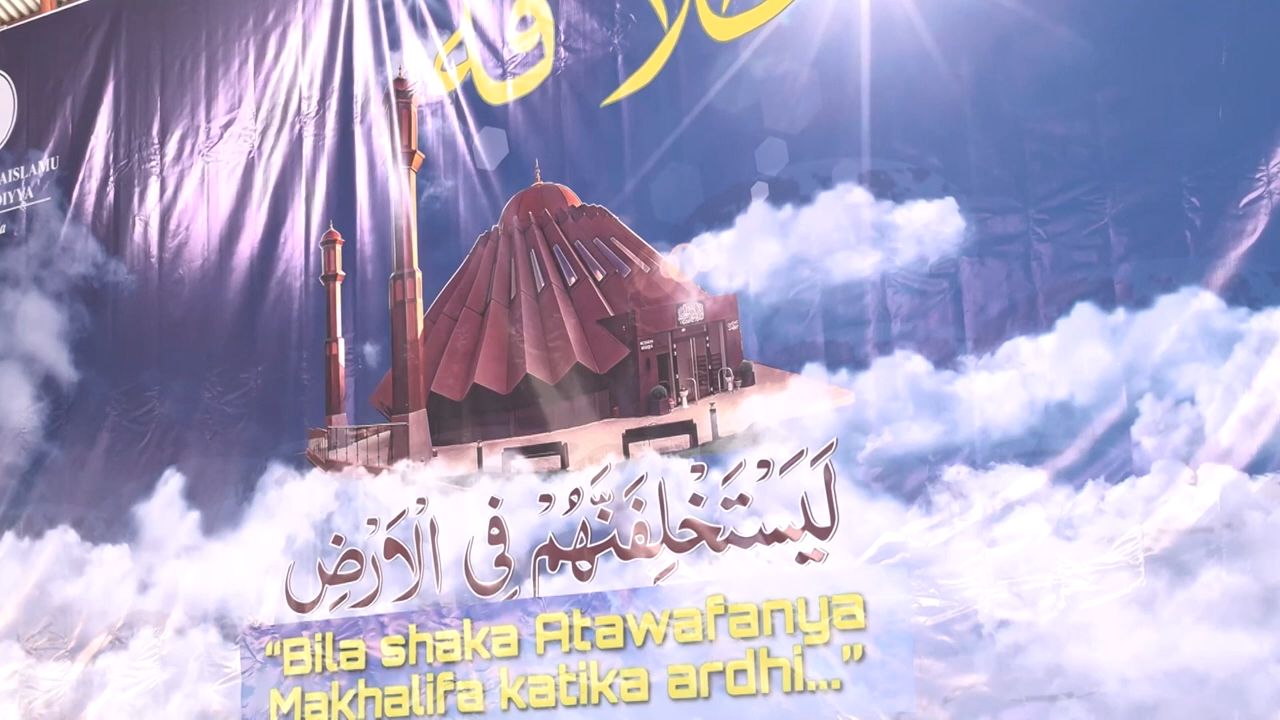 لَيَسْتَخْلِفَنَّهُمْ فِي الْاَرْضِ
“Bila shaka Atawafanya
Makhalifa katika ardhi...”